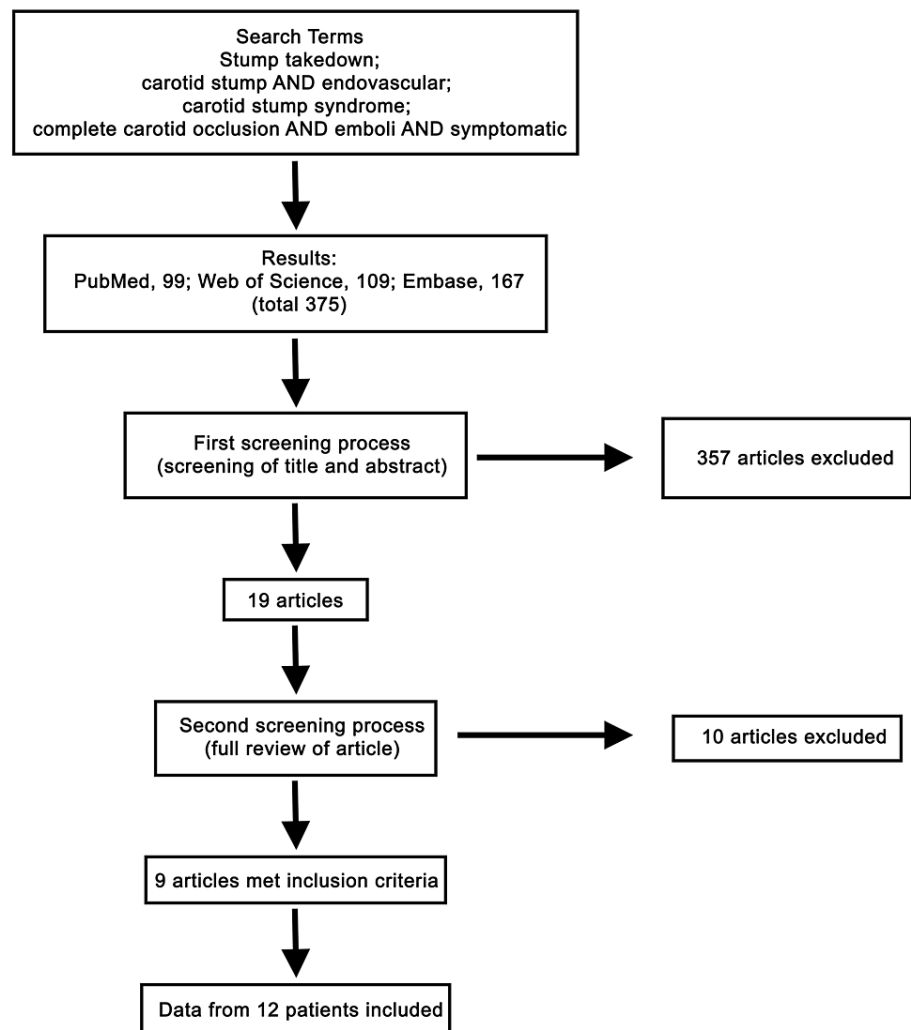 Search Terms
Stump takedown;
carotid stump AND endovascular;
carotid stump syndrome;
complete carotid occlusion AND emboli AND symptomatic
Results:
PubMed, 99; Web of Science, 109; Embase, 167
(total 375)
First screening process
(screening of title and abstract)
357 articles excluded
19 articles
Second screening process
(full review of article)
10 articles excluded
9 articles met inclusion criteria
Data from 12 patients included